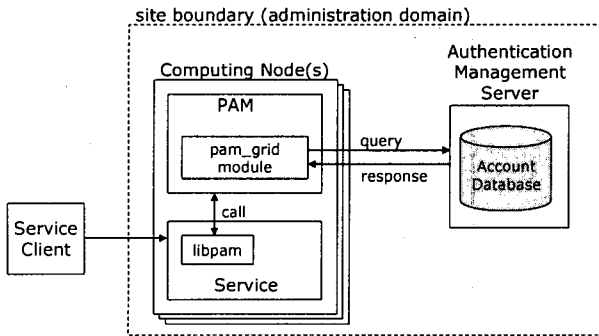 site boundary (administration domain)
Computing Node(s)
PAM
pam_grid
module
call
libpam
Service
Service
Client
query
response
Authentication
Management
Server
Account
Database